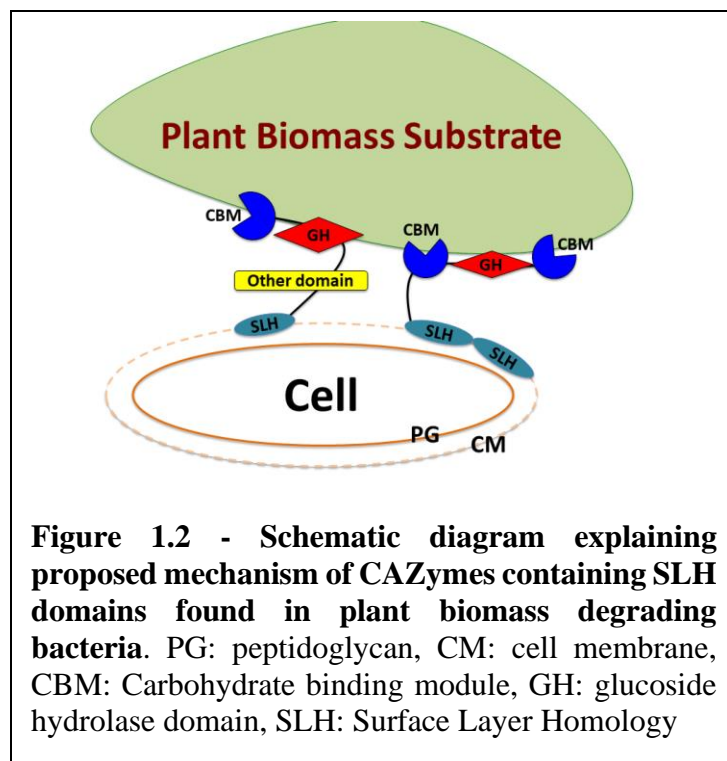 Plant Biomass Substrate
CBM
GH
CBM
GH
CBM
Other domain
SLH
SLH
SLH
Cell
PG
CM
Figure 1.2 - Schematic diagram explaining
proposed mechanism of CAZymes containing SLH
domains found in plant biomass degrading
bacteria. PG: peptidoglycan, CM: cell membrane,
CBM: Carbohydrate binding module, GH: glucoside
hydrolase domain, SLH: Surface Layer Homology